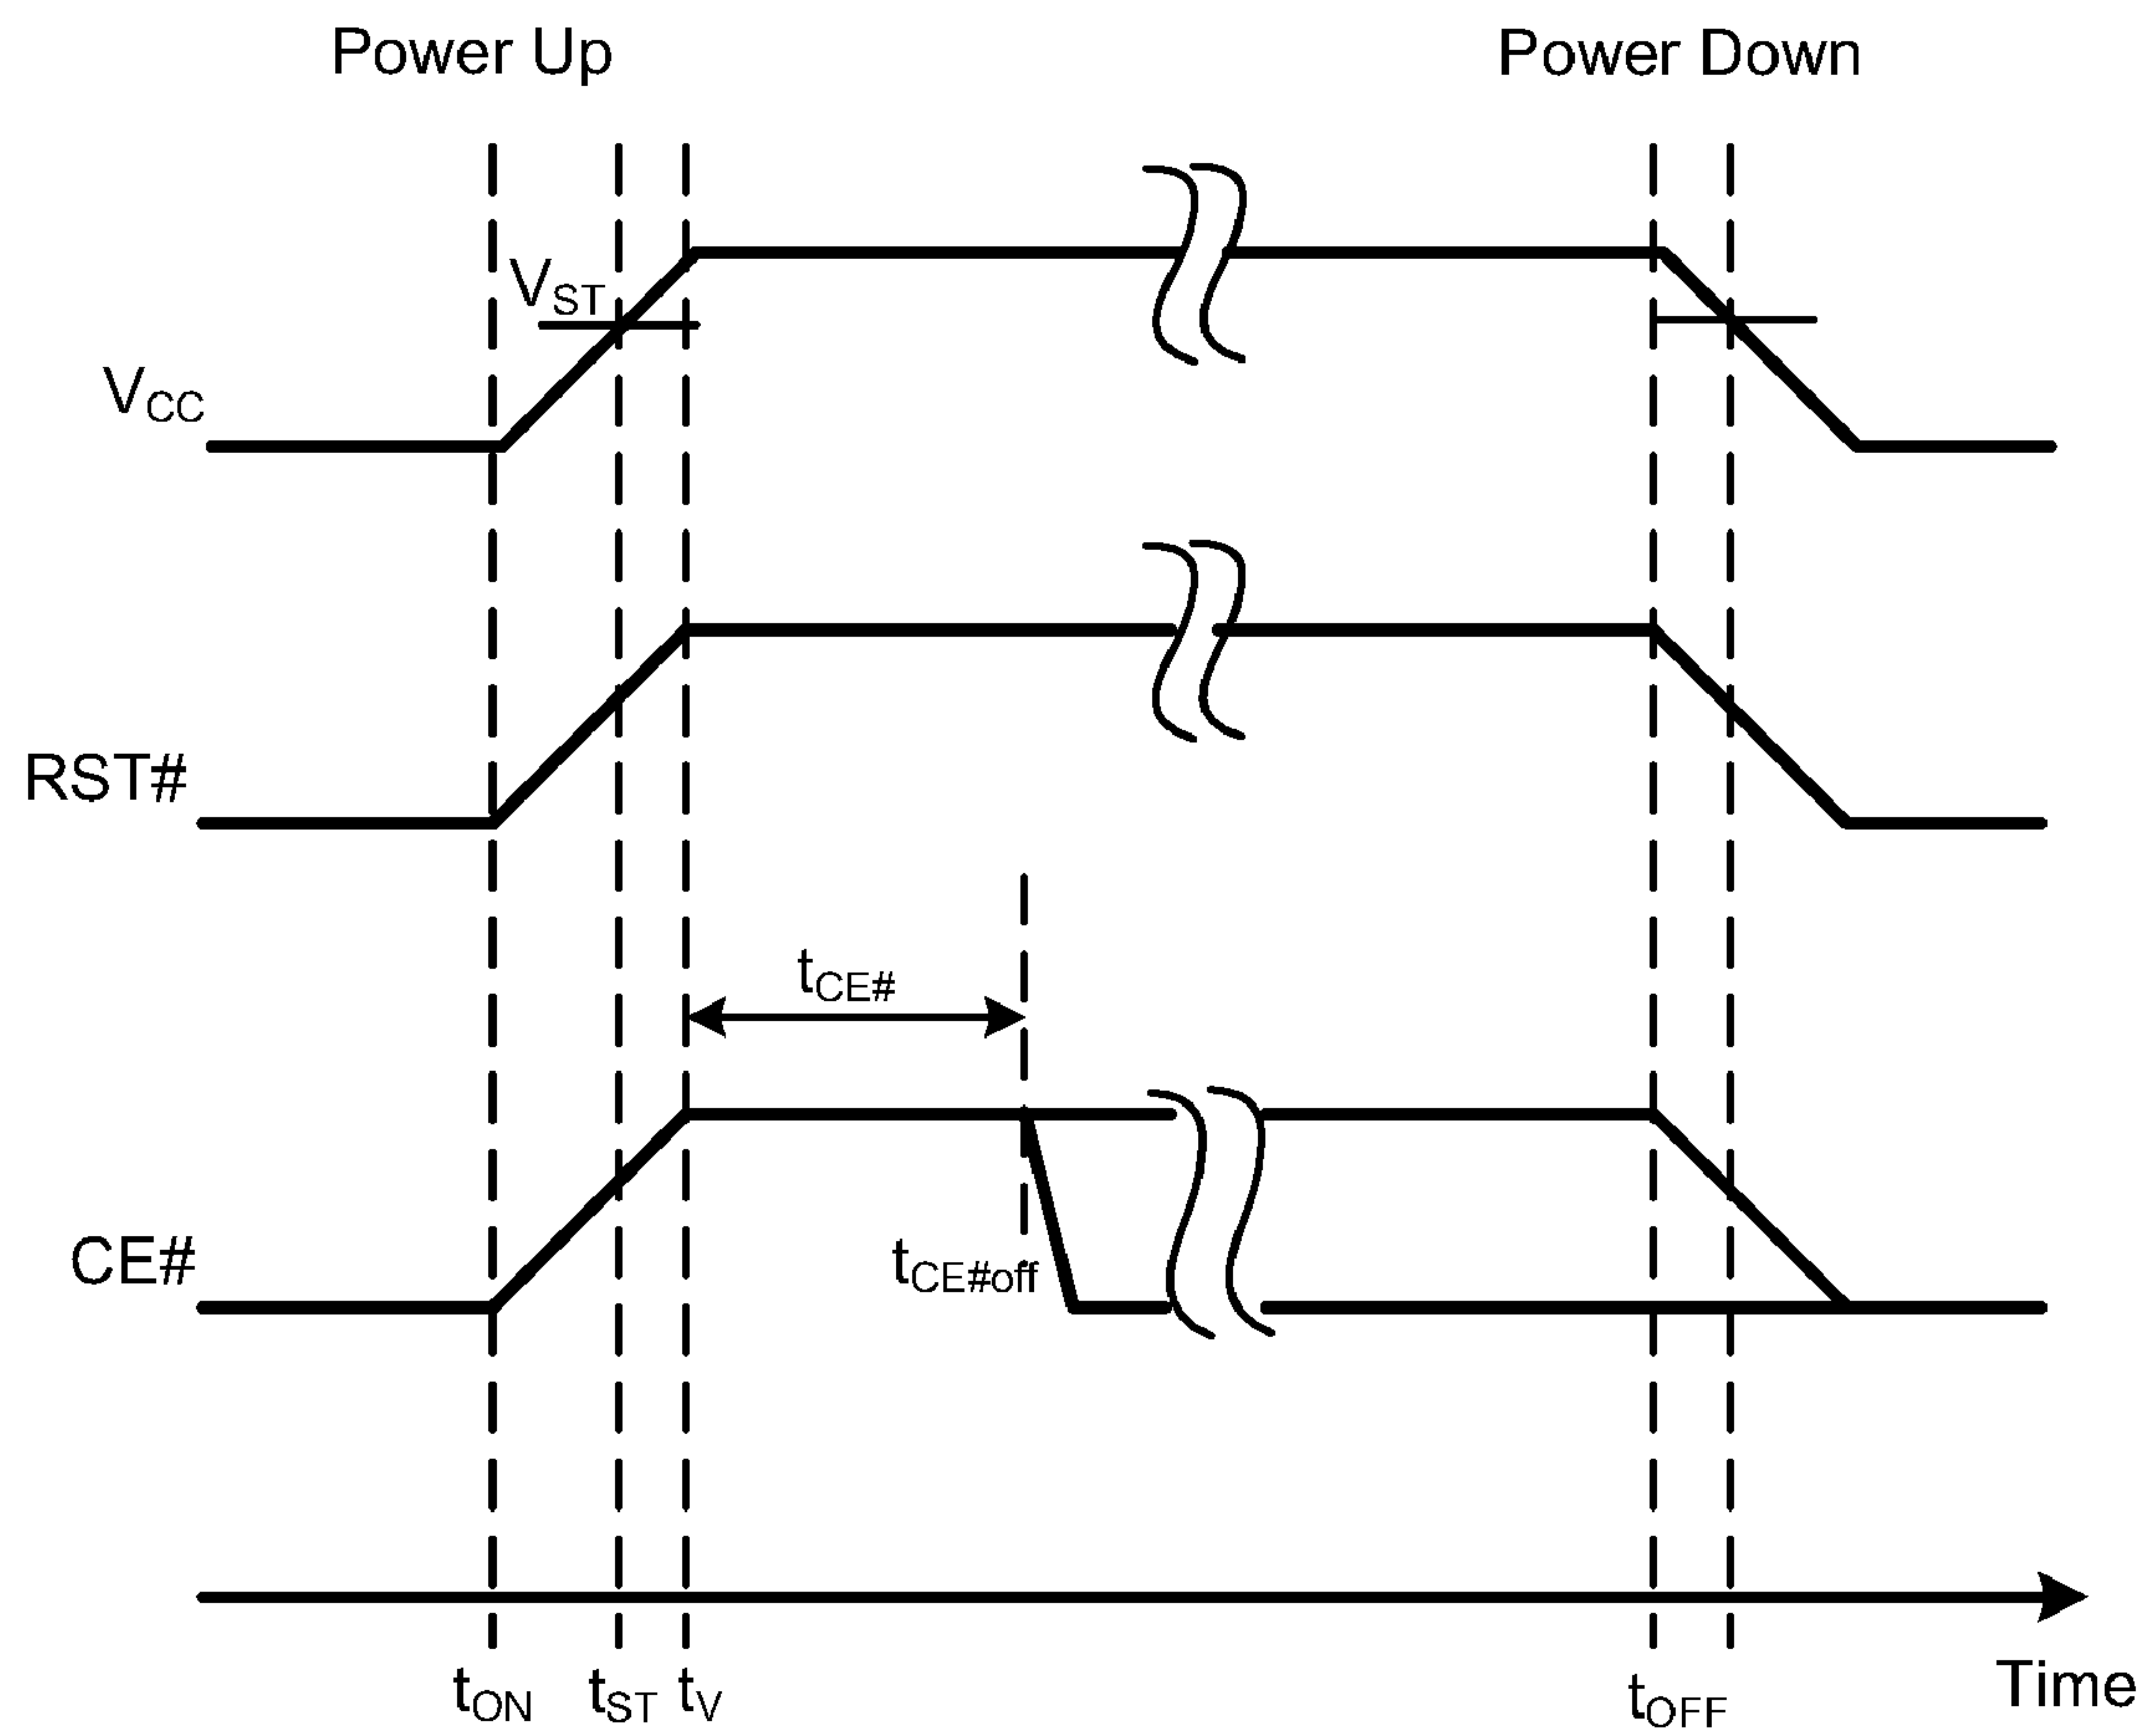 Power Up
Power Down
VST
VCC
RST#
tCE#
CE#
tCE#off
tON
tST
tV
tOFF
Time